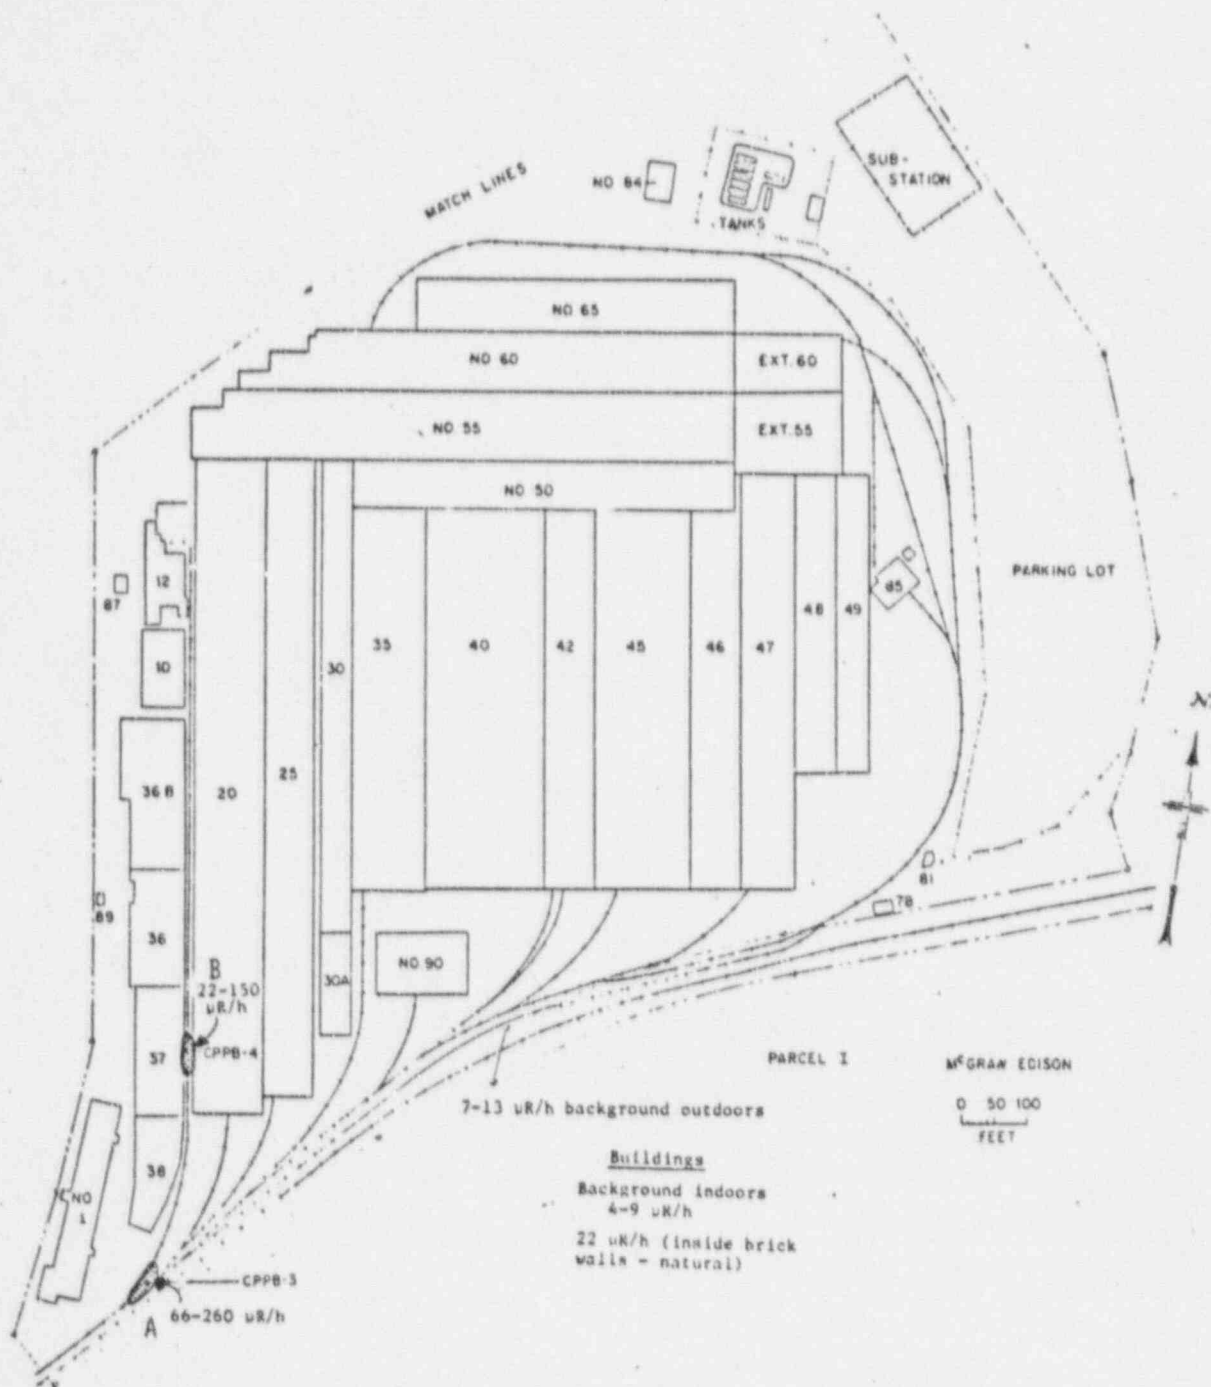 SUB-
STATION
NO 84
TANKS
MATCH LINES
NO 65
NO 60
EXT. 60
NO 55
EXT. 55
NO 50
12
87
10
85
PARKING LOT
35
40
42
45
46
47
48
49
30
25
20
36 B
36
89
81
78
N
B
22-150
uR/h
CPPB-4
30A
NO. 90
37
38
NO
1
PARCEL I
McGRAW EDISON
0 50 100
FEET
7-13 uR/h background outdoors
Buildings
Background indoors
4-9 uR/h
22 uR/h (inside brick
walls - natural)
CPPB-3
66-260 uR/h
A